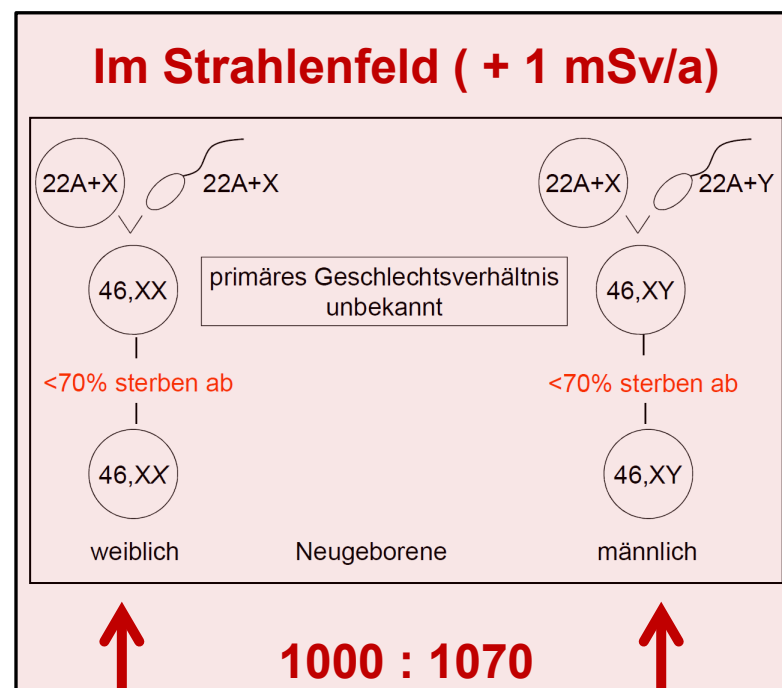 Im Strahlenfeld ( + 1 mSv/a)
22A+X 22A+X 22A+X 22A+Y
46,XX primäres Geschlechtsverhältnis 46,XY
unbekannt
<70% sterben ab <70% sterben ab
46,XX 46,XY
weiblich Neugeborene männlich
1000 : 1070